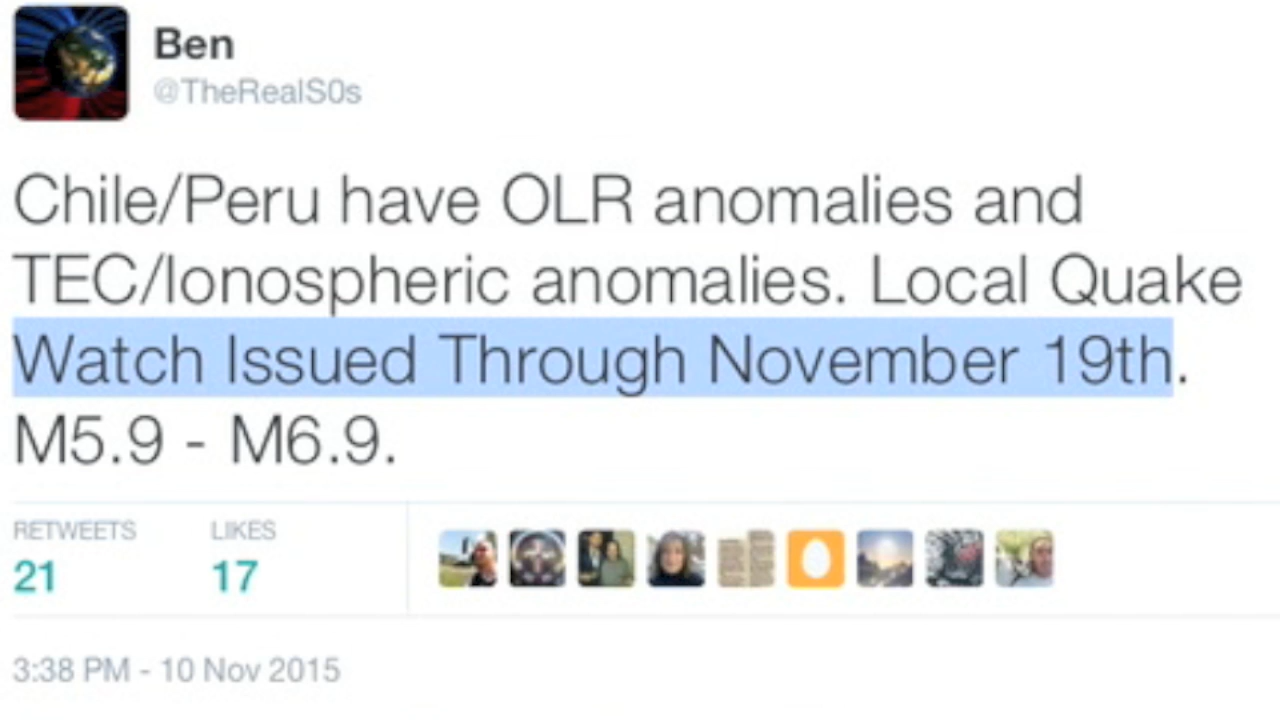 Ben
@TheRealS0s
Chile/Peru have OLR anomalies and
TEC/Ionospheric anomalies. Local Quake
Watch Issued Through November 19th.
M5.9 - M6.9.
RETWEETS LIKES
21 17
3:38 PM - 10 Nov 2015